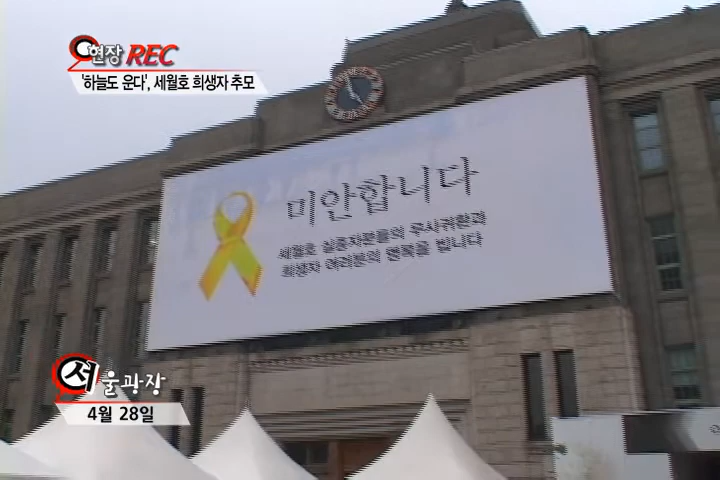 현장 REC
'하늘도 운다', 세월호 희생자 추모
미안합니다
세월호 실종자분들의 무사귀환과
희생자 여러분의 명복을 빕니다
서울광장
4월 28일